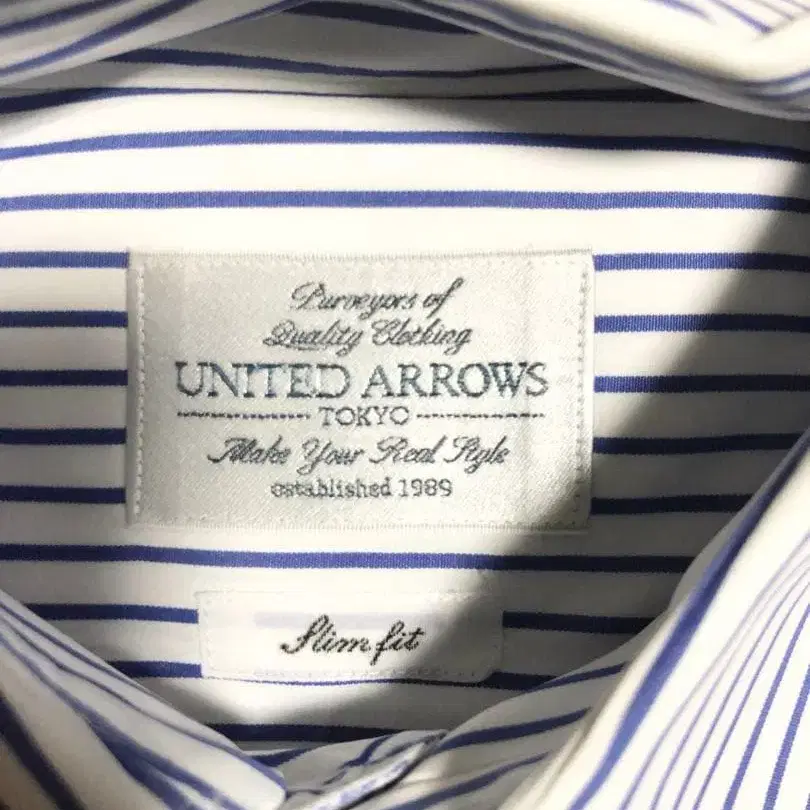 Purveyors of
Quality Clothing
UNITED ARROWS
TOKYO
Make Your Real Style
established 1989
Slim fit